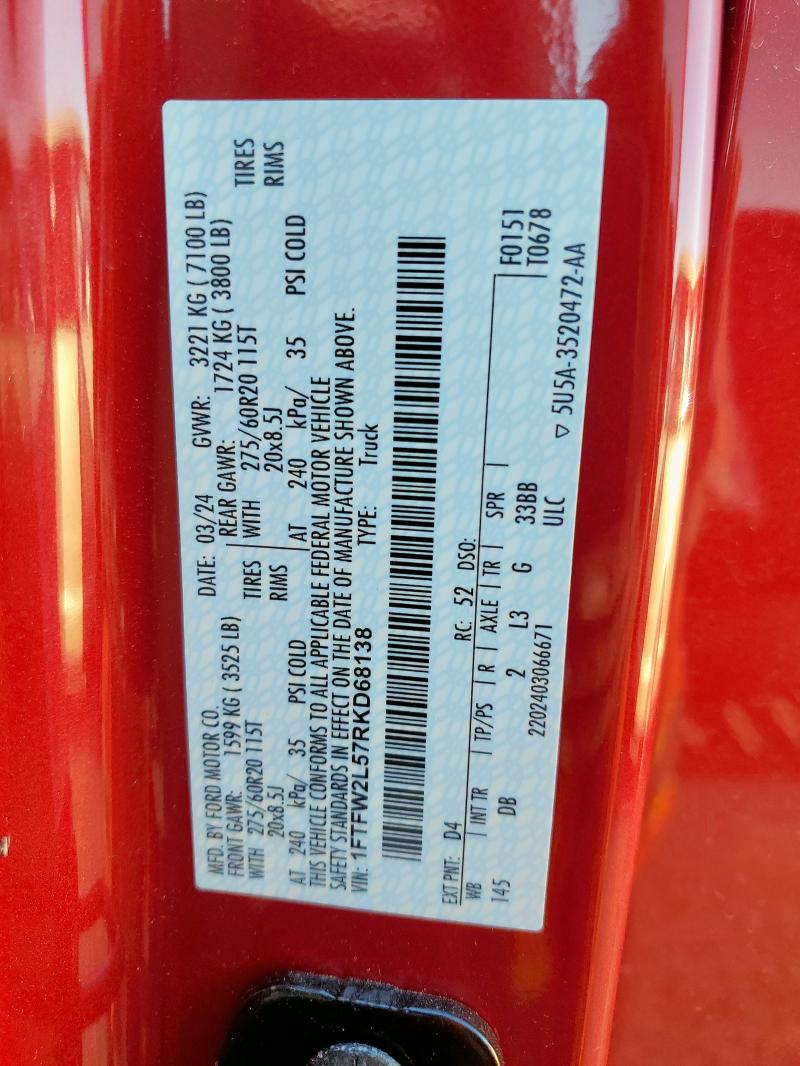 MFD. BY FORD MOTOR CO. DATE: 03/24 GVWR: 3221 KG ( 7100 LB)
FRONT GAWR: 1599 KG ( 3525 LB) REAR GAWR: 1724 KG ( 3800 LB)
WITH 275/60R20 115T TIRES WITH 275/60R20 115T TIRES
20x8.5J RIMS 20x8.5J RIMS
AT 240 kPa/ 35 PSI COLD AT 240 kPa/ 35 PSI COLD
THIS VEHICLE CONFORMS TO ALL APPLICABLE FEDERAL MOTOR VEHICLE
SAFETY STANDARDS IN EFFECT ON THE DATE OF MANUFACTURE SHOWN ABOVE.
VIN: 1FTFW2L57RKD68138 TYPE: Truck
EXT PNT: D4 RC: 52 DSO:
WB INT TR TP/PS R AXLE TR SPR F0151
145 DB 2 L3 G 33BB T0678
2202403066671 ULC ▽ 5U5A-3520472-AA